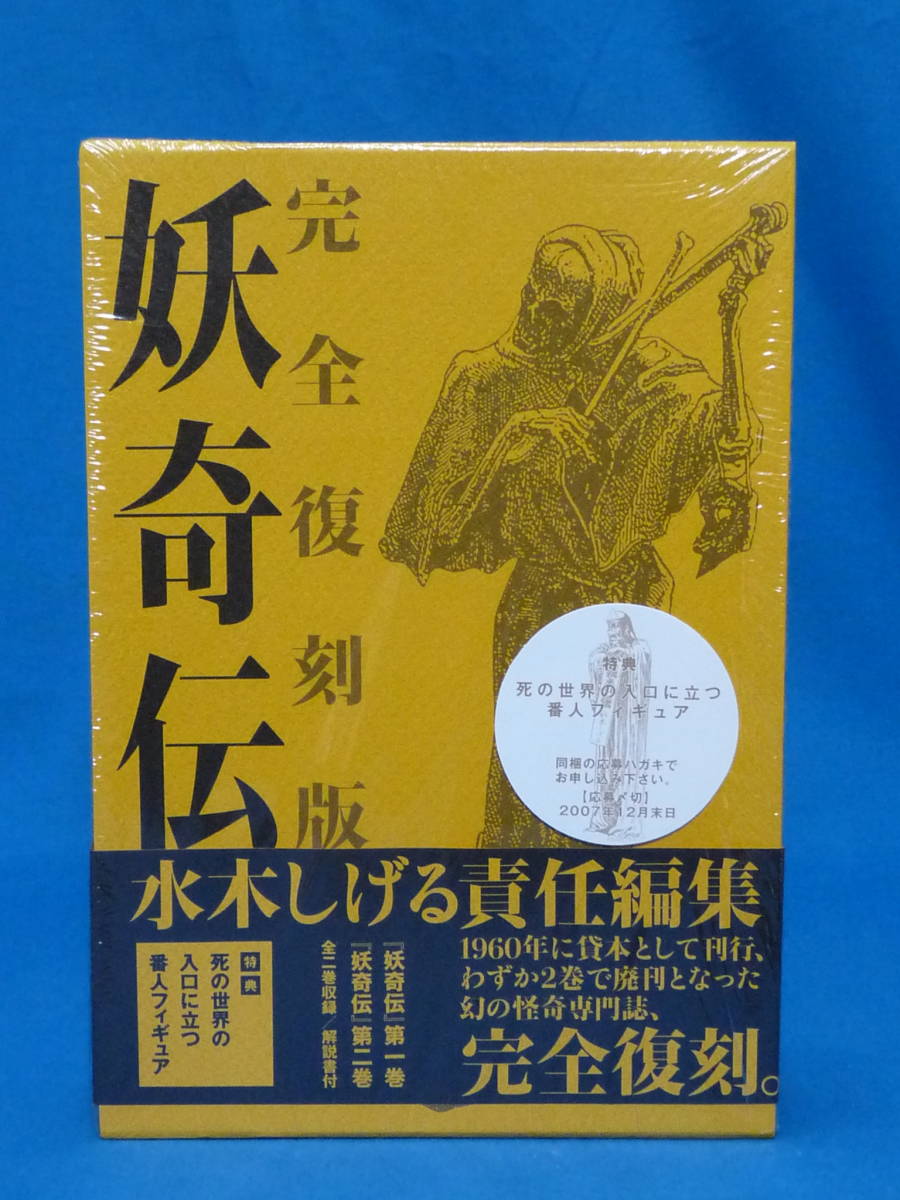 妖奇伝
完全復刻版
特典
死の世界の入口に立つ
番人フィギュア
同梱の応募ハガキで
お申し込み下さい。
【応募〆切】
2007年12月末日
水木しげる責任編集
1960年に貸本として刊行、
わずか2巻で廃刊となった
幻の怪奇専門誌、
完全復刻。
『妖奇伝』第一巻
『妖奇伝』第二巻
全二巻収録/解説書付
特典
死の世界の
入口に立つ
番人フィギュア